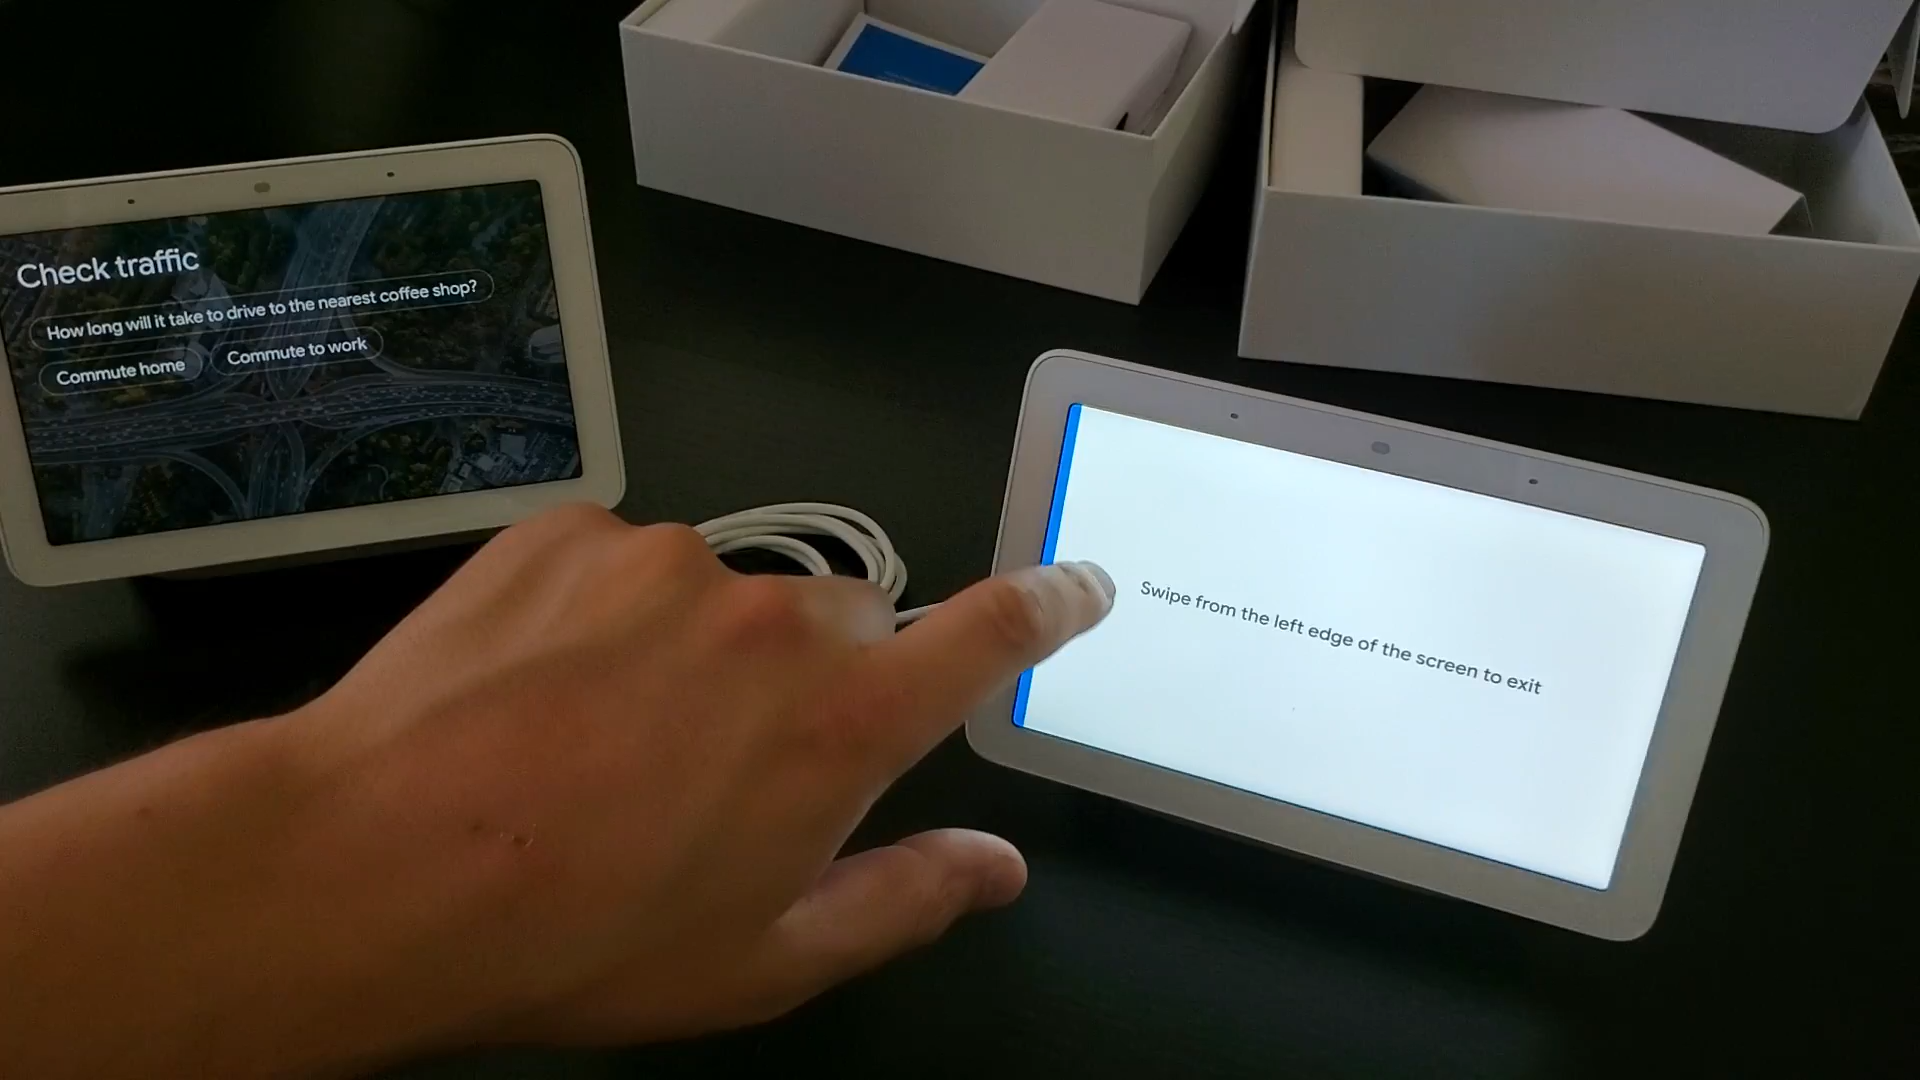 Check traffic
How long will it take to drive to the nearest coffee shop?
Commute home
Commute to work
Swipe from the left edge of the screen to exit